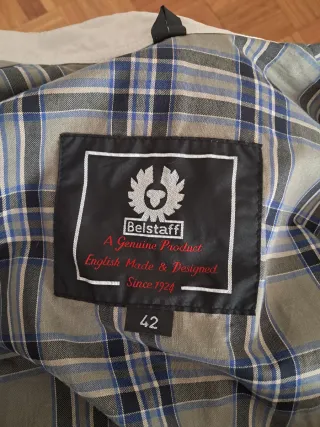 Belstaff
A Genuine Product
English Made & Designed
Since 1924
42